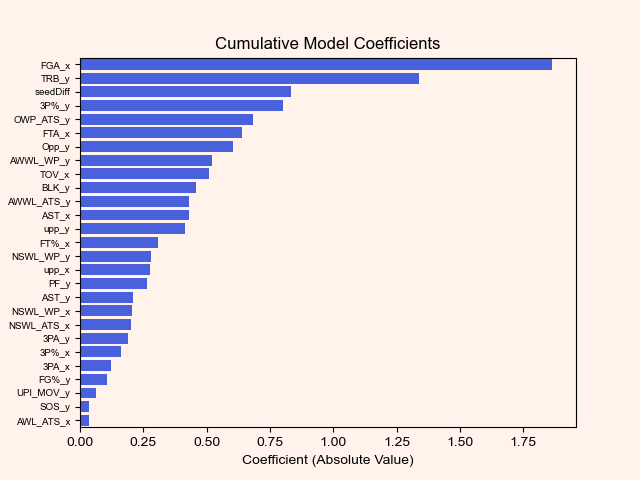 Cumulative Model Coefficients
FGA_x
TRB_y
seedDiff
3P%_y
OWP_ATS_y
FTA_x
Opp_y
AWWL_WP_y
TOV_x
BLK_y
AWWL_ATS_y
AST_x
upp_y
FT%_x
NSWL_WP_y
upp_x
PF_y
AST_y
NSWL_WP_x
NSWL_ATS_x
3PA_y
3P%_x
3PA_x
FG%_y
UPI_MOV_y
SOS_y
AWL_ATS_x
0.00 0.25 0.50 0.75 1.00 1.25 1.50 1.75
Coefficient (Absolute Value)